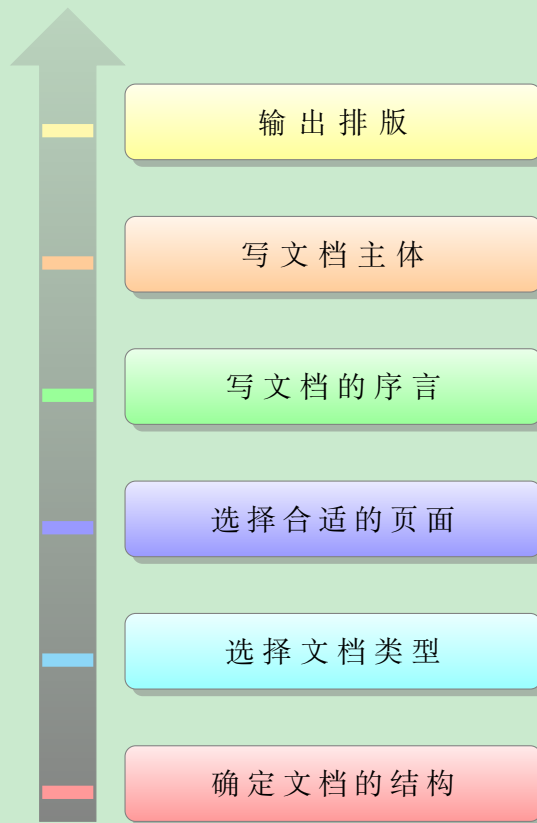 输出排版
写文档主体
写文档的序言
选择合适的页面
选择文档类型
确定文档的结构